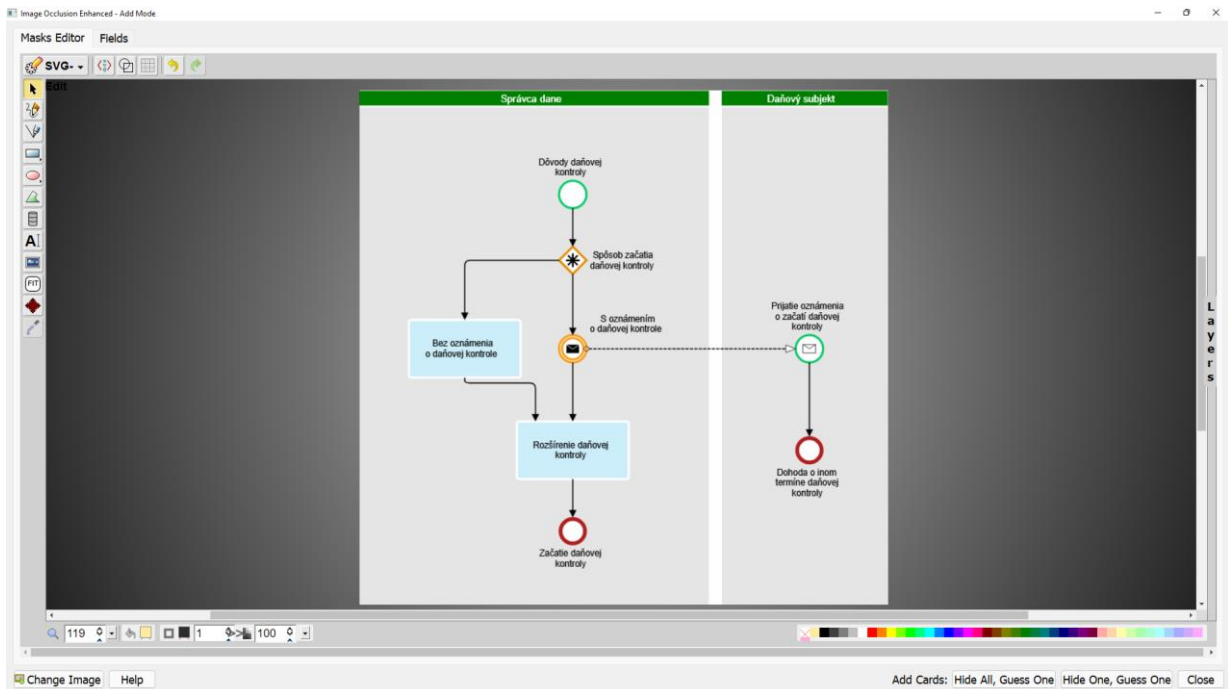 Image Occlusion Enhanced - Add Mode
Masks Editor Fields
SVG-
Edit
Správca dane
Daňový subjekt
Dôvody daňovej
kontroly
Spôsob začatia
daňovej kontroly
S oznámením
o daňovej kontrole
Prijatie oznámenia
o začatí daňovej
kontroly
Bez oznámenia
o daňovej kontrole
Rozšírenie daňovej
kontroly
Dohoda o inom
termíne daňovej
kontroly
Začatie daňovej
kontroly
A
FIT
L
a
y
e
r
s
119 1 100
Change Image Help Add Cards: Hide All, Guess One Hide One, Guess One Close